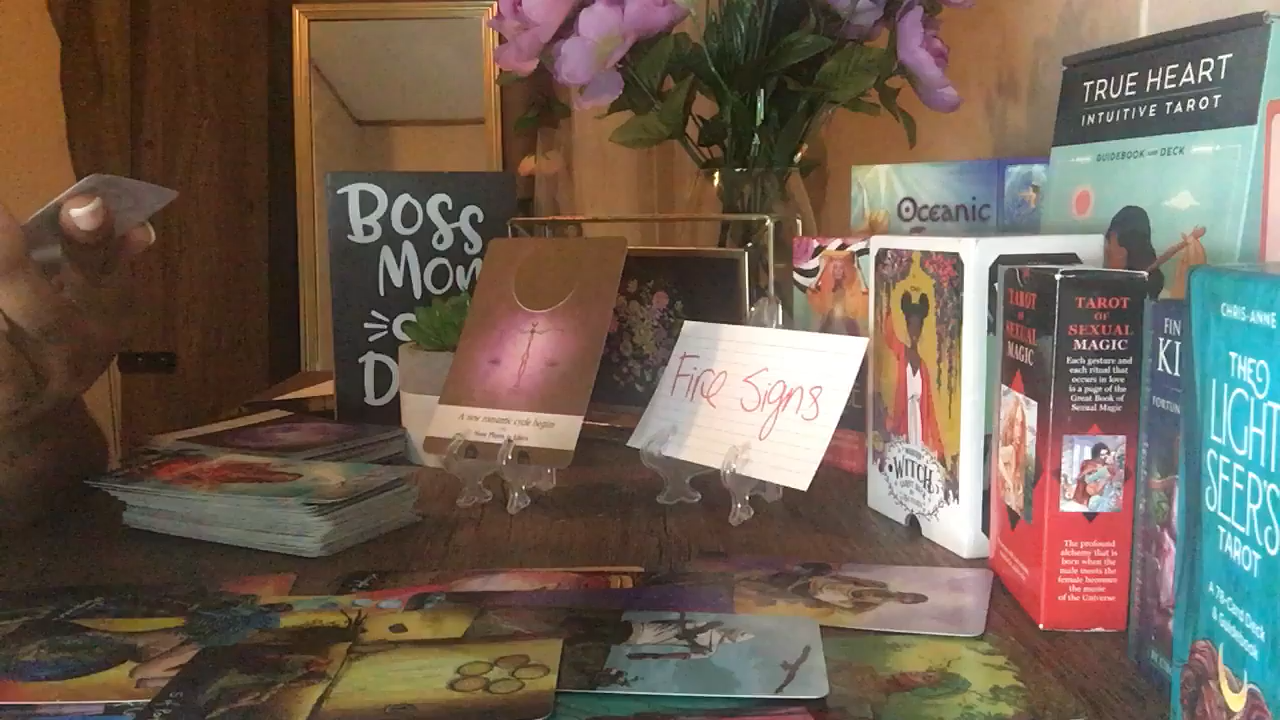 BOSS
MOM
A new romantic cycle begins
Fire Signs
Oceanic
TRUE HEART
INTUITIVE TAROT
GUIDEBOOK AND DECK
WITCH
TAROT
OF
SEXUAL
MAGIC
TAROT
OF
SEXUAL
MAGIC
Each gesture and
each ritual that
occurs in love
is a page of the
Great Book of
Sexual Magic
The profound
alchemy that is
born when the
male meets the
female becomes
the music
of the Universe
FIN
KI
FORTUN
CHRIS-ANNE
THE
LIGHT
SEER'S
TAROT
A 78-Card Deck
& Guidebook